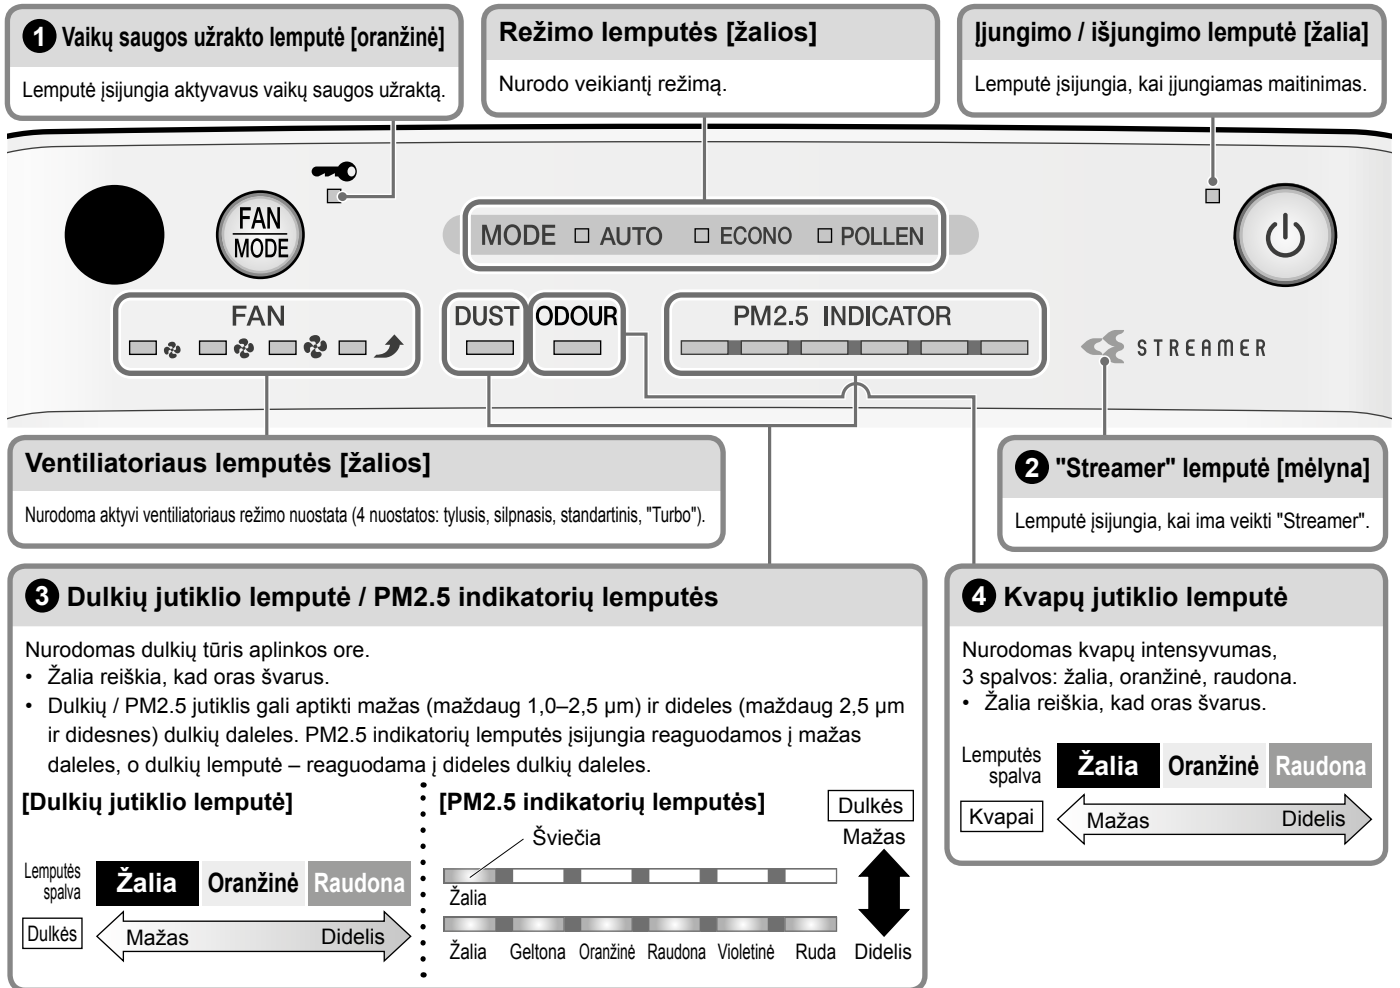 1 Vaikų saugos užrakto lemputė [oranžinė]
Lemputė įsijungia aktyvavus vaikų saugos užraktą.
Režimo lemputės [žalios]
Nurodo veikiantį režimą.
Įjungimo / išjungimo lemputė [žalia]
Lemputė įsijungia, kai įjungiamas maitinimas.
FAN
MODE
MODE AUTO ECONO POLLEN
FAN
DUST
ODOUR
PM2.5 INDICATOR
STREAMER
Ventiliatoriaus lemputės [žalios]
Nurodoma aktyvi ventiliatoriaus režimo nuostata (4 nuostatos: tylusis, silpnasis, standartinis, "Turbo").
2 "Streamer" lemputė [mėlyna]
Lemputė įsijungia, kai ima veikti "Streamer".
3 Dulkių jutiklio lemputė / PM2.5 indikatorių lemputės
Nurodomas dulkių tūris aplinkos ore.
• Žalia reiškia, kad oras švarus.
• Dulkių / PM2.5 jutiklis gali aptikti mažas (maždaug 1,0–2,5 µm) ir dideles (maždaug 2,5 µm
ir didesnes) dulkių daleles. PM2.5 indikatorių lemputės įsijungia reaguodamos į mažas
daleles, o dulkių lemputė – reaguodama į dideles dulkių daleles.
[Dulkių jutiklio lemputė]
Lemputės
spalva
Žalia Oranžinė Raudona
Dulkės
Mažas Didelis
[PM2.5 indikatorių lemputės]
Šviečia
Žalia
Žalia Geltona Oranžinė Raudona Violetinė Ruda
Dulkės
Mažas
Didelis
4 Kvapų jutiklio lemputė
Nurodomas kvapų intensyvumas,
3 spalvos: žalia, oranžinė, raudona.
• Žalia reiškia, kad oras švarus.
Lemputės
spalva
Žalia Oranžinė Raudona
Kvapai
Mažas Didelis